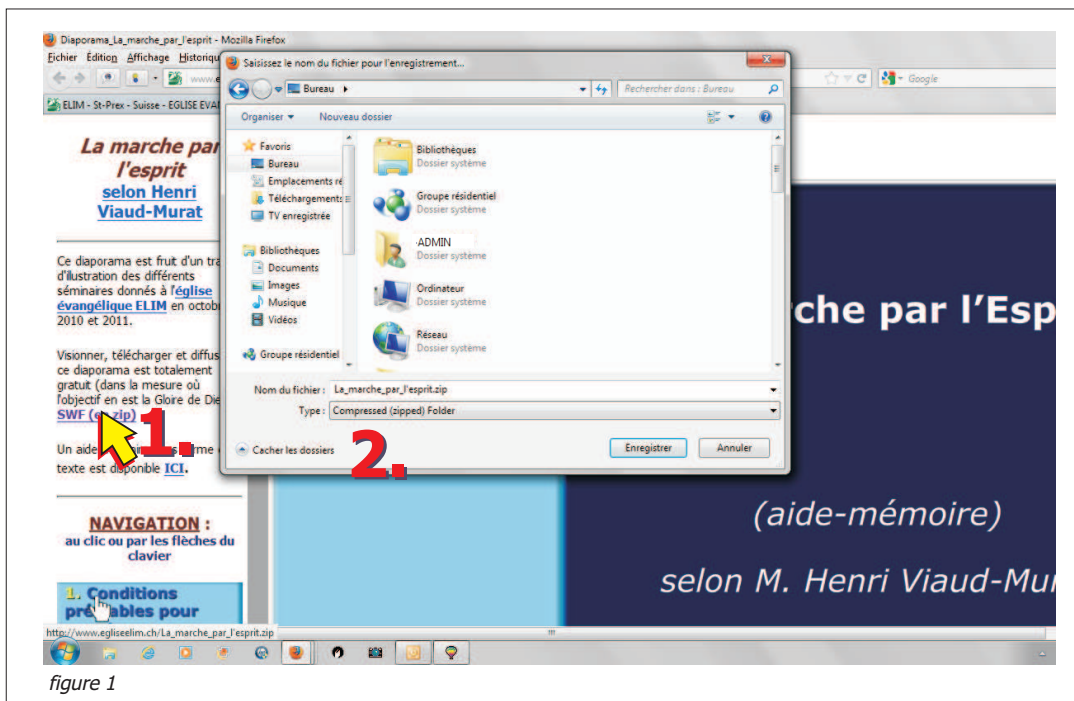 Diaporama_La_marche_par_l'esprit - Mozilla Firefox
Fichier Édition Affichage Historiqu
www.e
Google
ELIM - St-Prex - Suisse - EGLISE EVA
La marche par
l'esprit
selon Henri
Viaud-Murat
Ce diaporama est fruit d'un tra
d'illustration des différents
séminaires donnés à l'église
évangélique ELIM en octob
2010 et 2011.
Visionner, télécharger et diffus
ce diaporama est totalement
gratuit (dans la mesure où
l'objectif en est la Gloire de Die
SWF (en zip)
1.
Un aide
texte est disponible ICI.
NAVIGATION :
au clic ou par les flèches du
clavier
1. Conditions
préalables pour
http://www.egliseelim.ch/La_marche_par_l'esprit.zip
Saisissez le nom du fichier pour l'enregistrement...
Bureau
Rechercher dans : Bureau
Organiser
Nouveau dossier
Favoris
Bureau
Emplacements ré
Téléchargements
TV enregistrée
Bibliothèques
Documents
Images
Musique
Vidéos
Groupe résidentiel
Bibliothèques
Dossier système
Groupe résidentiel
Dossier système
·ADMIN
Dossier système
Ordinateur
Dossier système
Réseau
Dossier système
Nom du fichier : La_marche_par_l'esprit.zip
Type : Compressed (zipped) Folder
Cacher les dossiers
2.
Enregistrer
Annuler
rche par l'Esp
(aide-mémoire)
selon M. Henri Viaud-Mur
figure 1